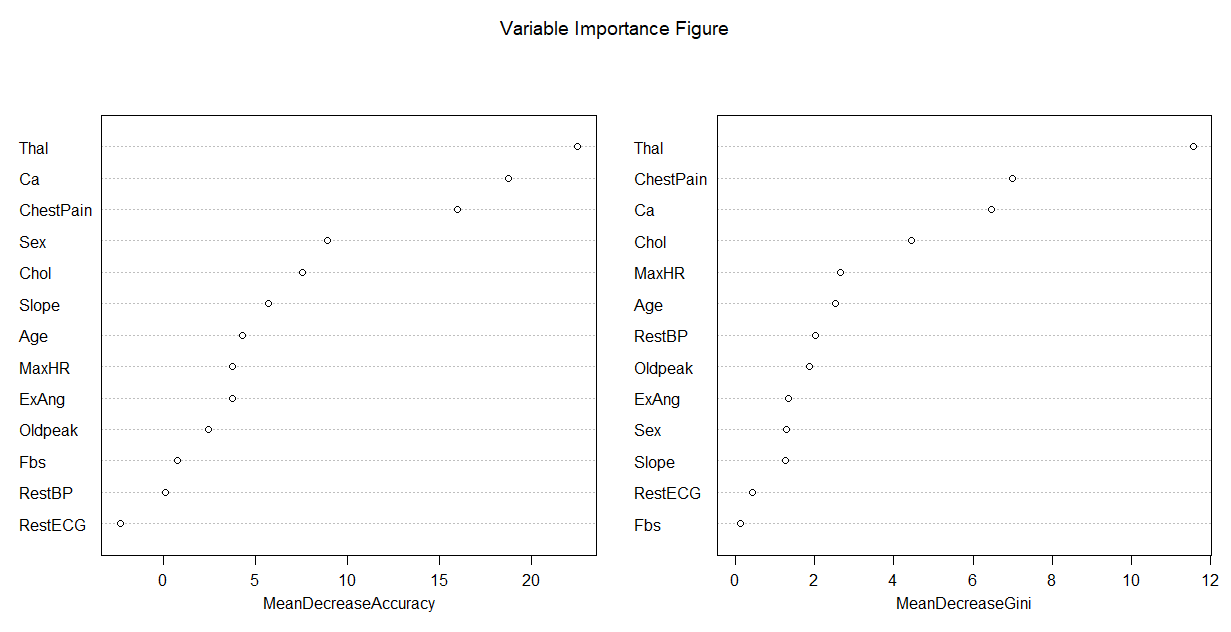 Variable Importance Figure
Thal
Ca
ChestPain
Sex
Chol
Slope
Age
MaxHR
ExAng
Oldpeak
Fbs
RestBP
RestECG
0 5 10 15 20
MeanDecreaseAccuracy
Thal
ChestPain
Ca
Chol
MaxHR
Age
RestBP
Oldpeak
ExAng
Sex
Slope
RestECG
Fbs
0 2 4 6 8 10 12
MeanDecreaseGini